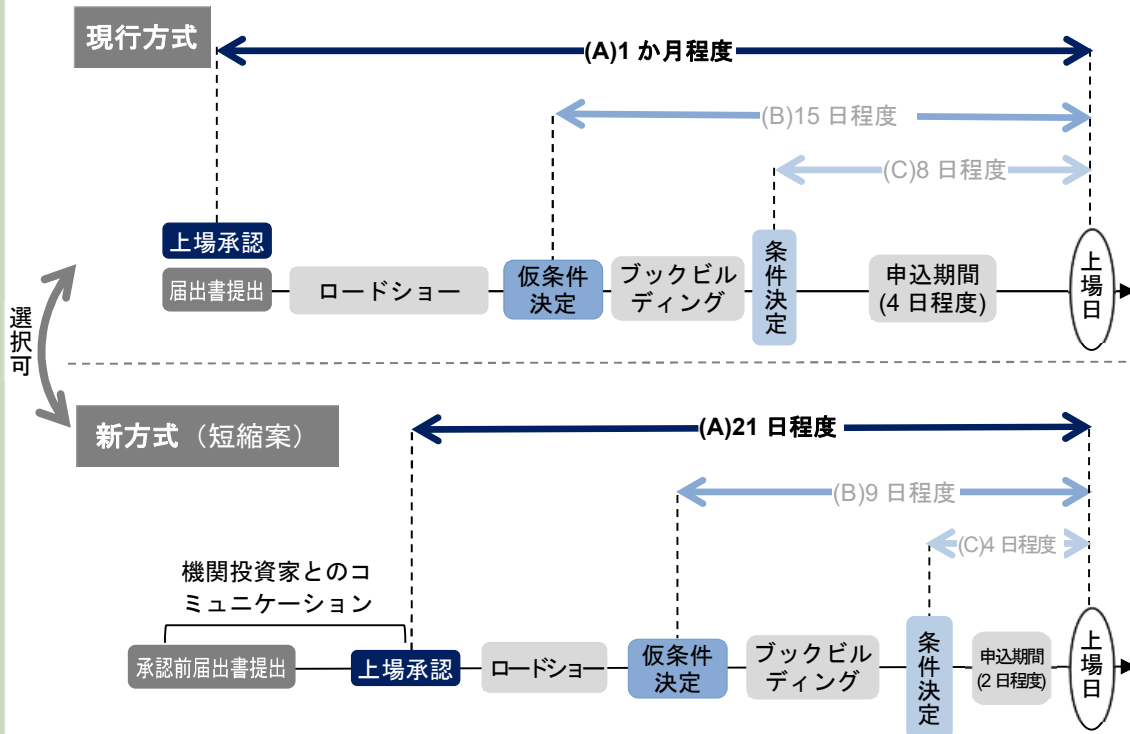 現行方式
(A)1 か月程度
(B)15 日程度
(C)8 日程度
上場承認
届出書提出
ロードショー
仮条件
決定
ブックビル
ディング
条件決定
申込期間
(4 日程度)
上場日
選択可
新方式（短縮案）
(A)21 日程度
(B)9 日程度
(C)4 日程度
機関投資家とのコ
ミュニケーション
承認前届出書提出
上場承認
ロードショー
仮条件
決定
ブックビル
ディング
条件決定
申込期間
(2 日程度)
上場日